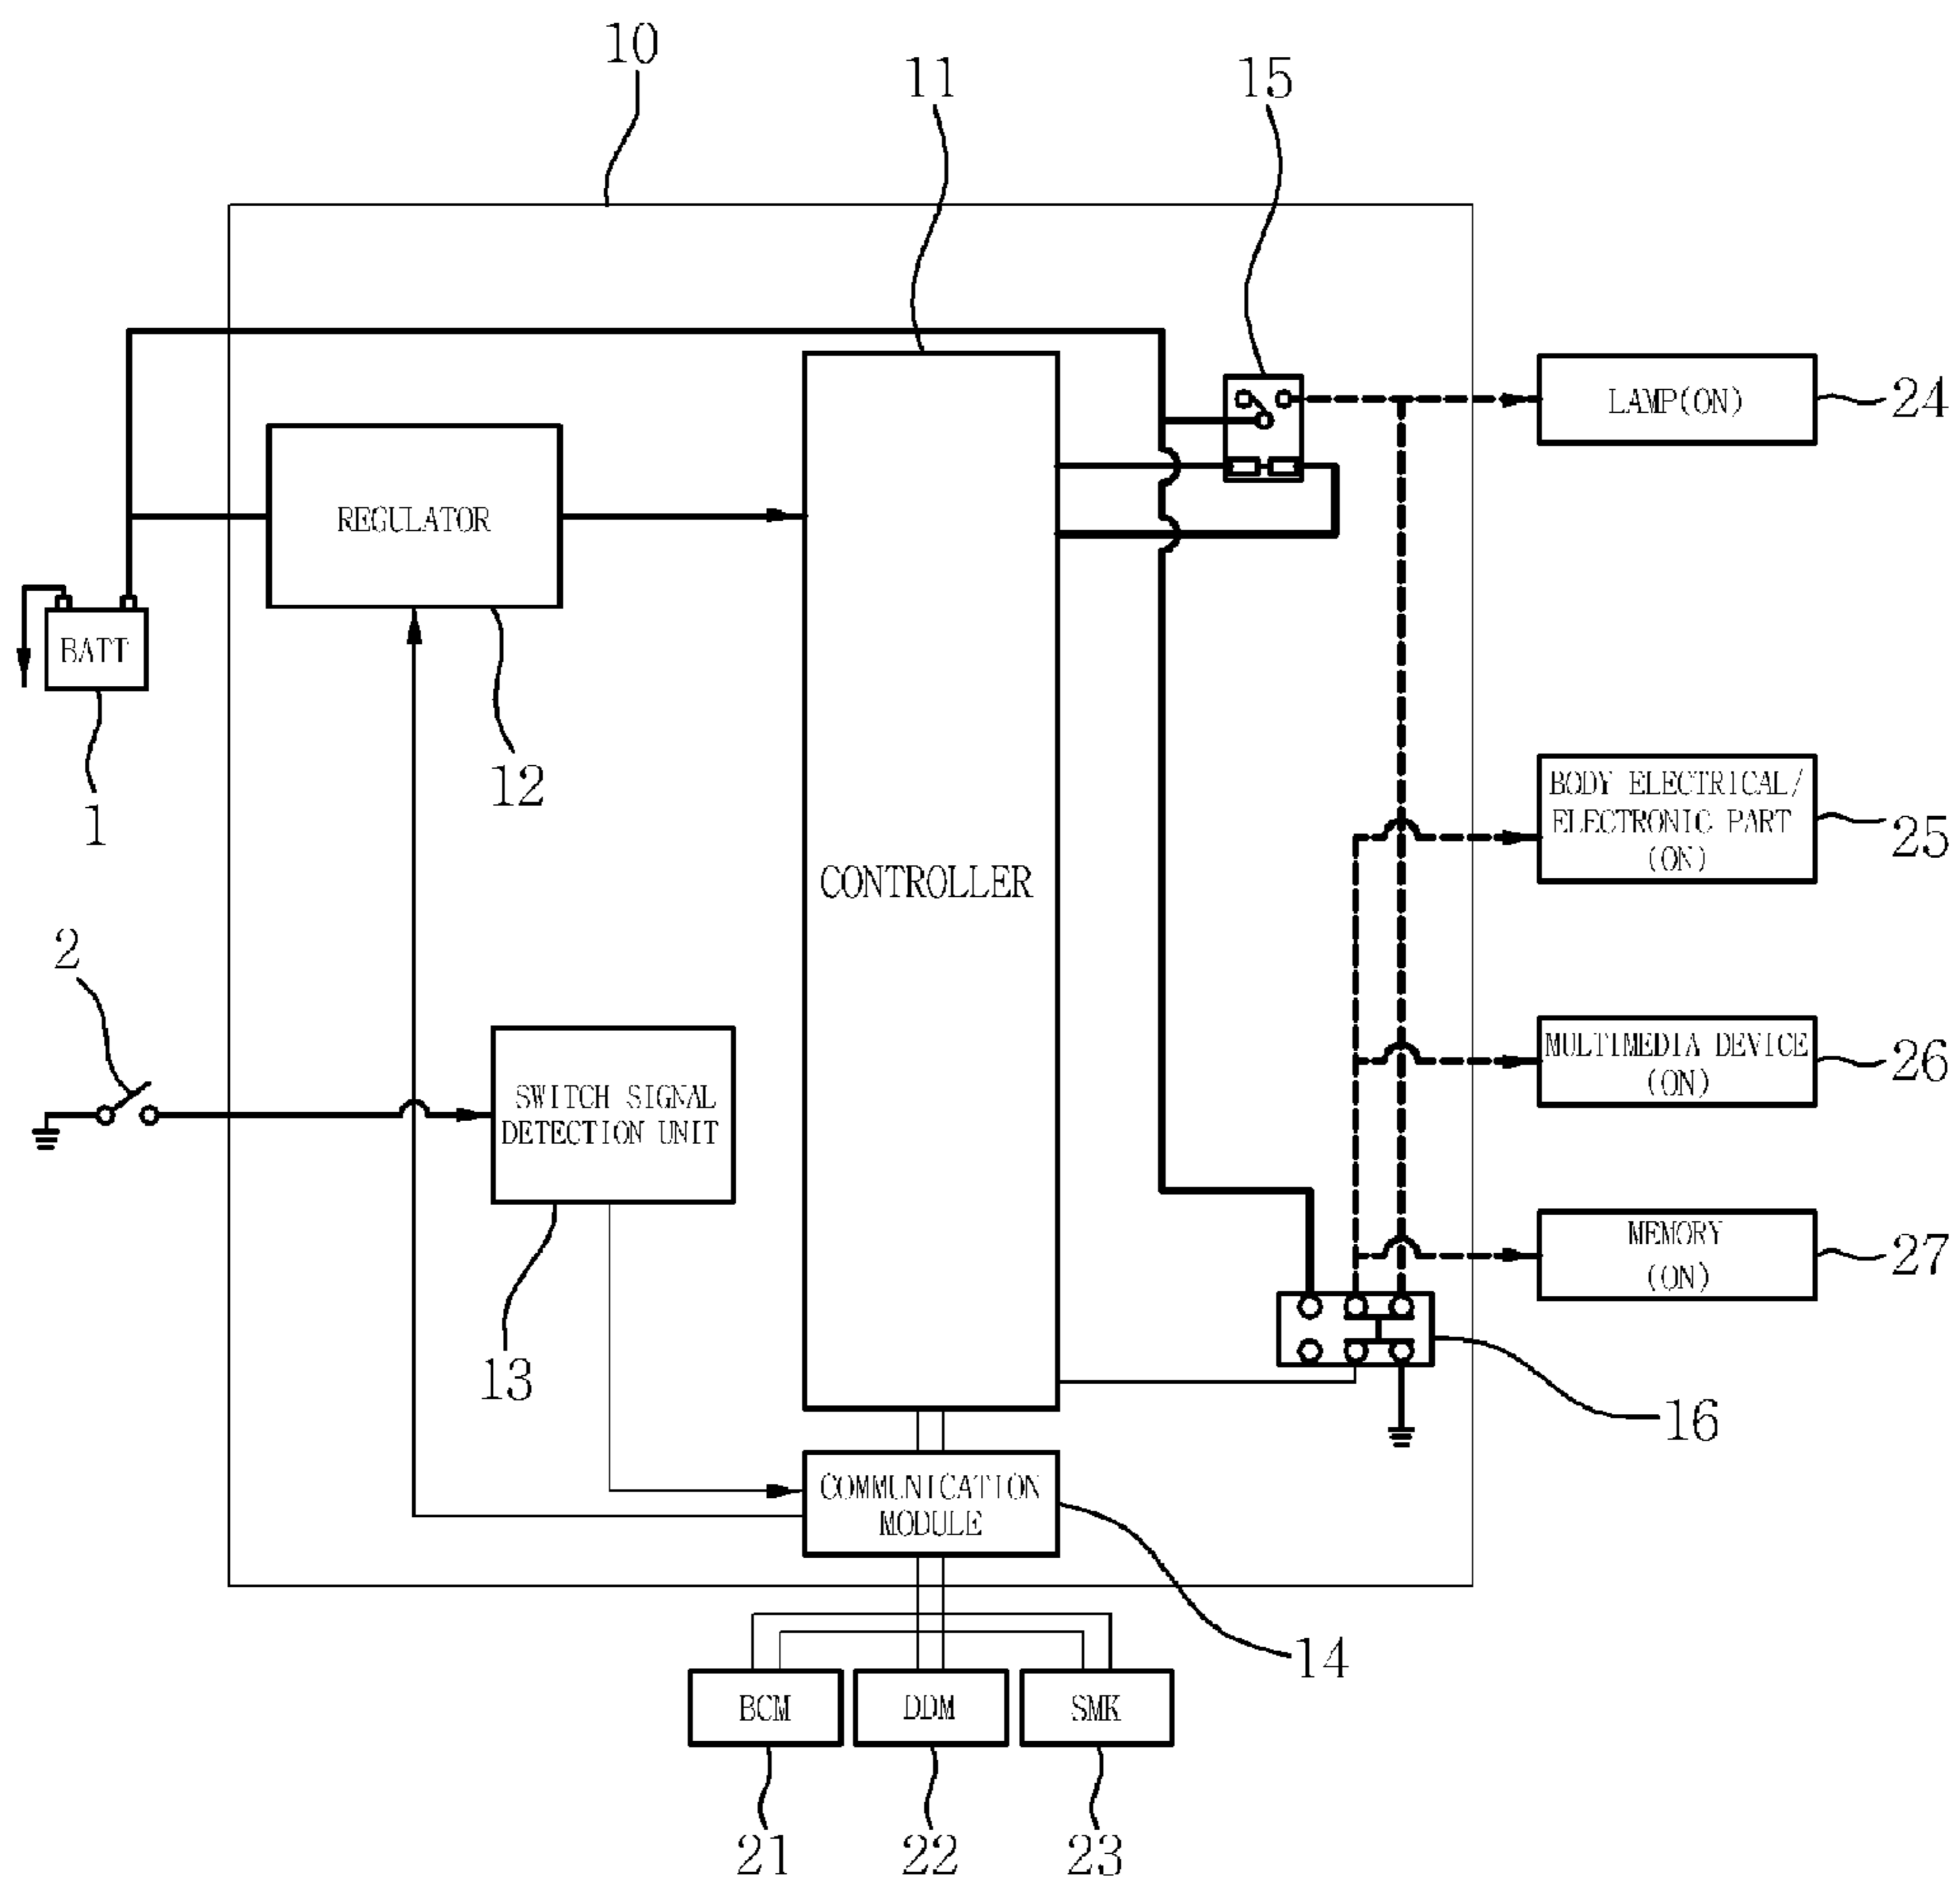 10
11
15
LAMP(ON)
24
REGULATOR
BATT
12
1
BODY ELECTRICAL/
ELECTRONIC PART
(ON)
25
CONTROLLER
2
MULTIMEDIA DEVICE
(ON)
26
SWITCH SIGNAL
DETECTION UNIT
MEMORY
(ON)
27
13
16
COMMUNICATION
MODULE
14
BCM
DDM
SMK
21
22
23